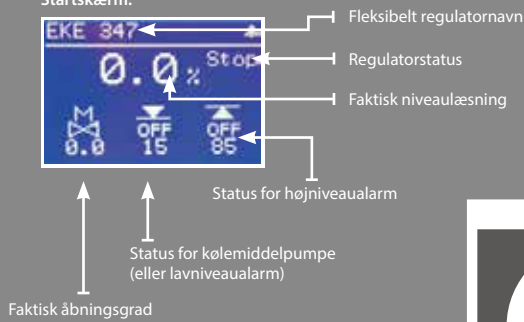 Startskærm:
EKE 347
Fleksibelt regulatornavn
0.0 %
Stop
Regulatorstatus
Faktisk niveaulæsning
M
0.0
OFF
15
OFF
85
Status for højniveaualarm
Status for kølemiddelpumpe
(eller lavniveaualarm)
Faktisk åbningsgrad